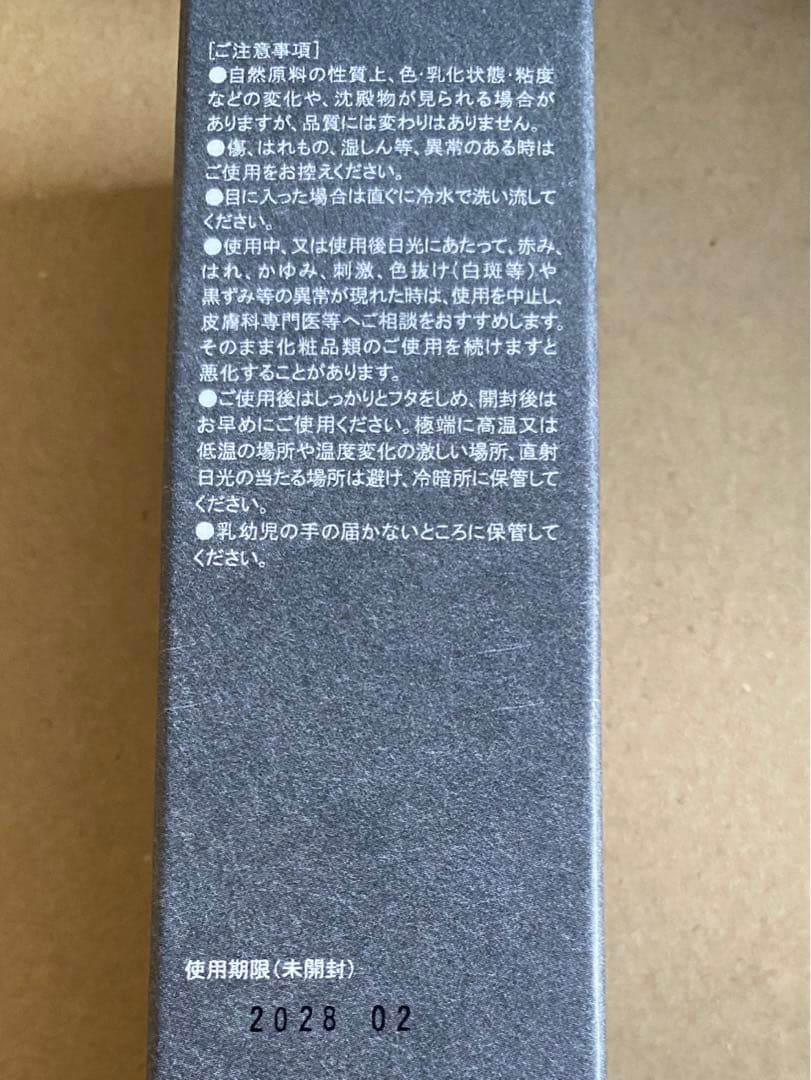 [ご注意事項]
●自然原料の性質上、色・乳化状態・粘度
などの変化や、沈殿物が見られる場合が
ありますが、品質には変わりはありません。
●傷、はれもの、湿しん等、異常のある時は
ご使用をお控えください。
●目に入った場合は直ぐに冷水で洗い流して
ください。
●使用中、又は使用後日光にあたって、赤み、
はれ、かゆみ、刺激、色抜け(白斑等)や
黒ずみ等の異常が現れた時は、使用を中止し、
皮膚科専門医等へご相談をおすすめします。
そのまま化粧品類のご使用を続けますと
悪化することがあります。
●ご使用後はしっかりとフタをしめ、開封後は
お早めにご使用ください。極端に高温又は
低温の場所や温度変化の激しい場所、直射
日光の当たる場所は避け、冷暗所に保管して
ください。
●乳幼児の手の届かないところに保管して
ください。
使用期限(未開封)
2028 02